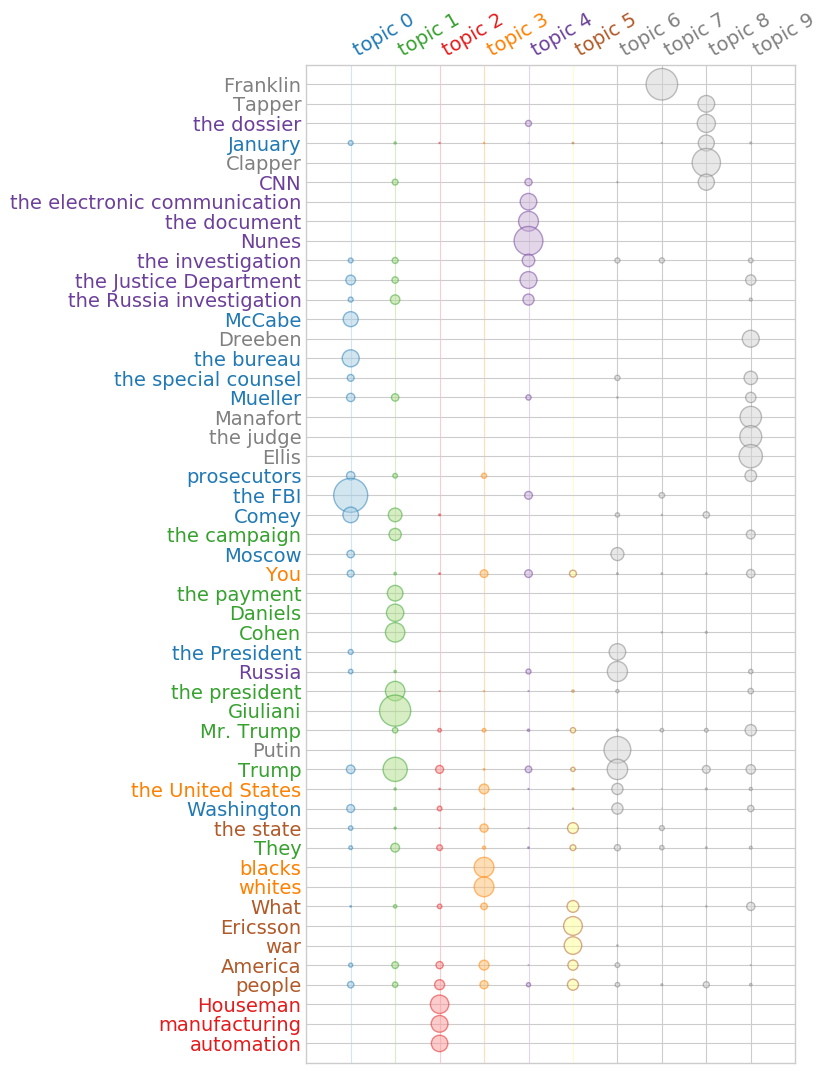 topic 0
topic 1
topic 2
topic 3
topic 4
topic 5
topic 6
topic 7
topic 8
topic 9
Franklin
Tapper
the dossier
January
Clapper
CNN
the electronic communication
the document
Nunes
the investigation
the Justice Department
the Russia investigation
McCabe
Dreeben
the bureau
the special counsel
Mueller
Manafort
the judge
Ellis
prosecutors
the FBI
Comey
the campaign
Moscow
You
the payment
Daniels
Cohen
the President
Russia
the president
Giuliani
Mr. Trump
Putin
Trump
the United States
Washington
the state
They
blacks
whites
What
Ericsson
war
America
people
Houseman
manufacturing
automation